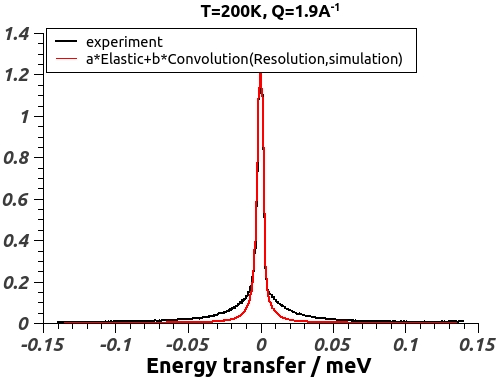 T=200K, Q=1.9A⁻¹
experiment
a*Elastic+b*Convolution(Resolution,simulation)
1.4
1.2
1
0.8
0.6
0.4
0.2
0
-0.15 -0.1 -0.05 0 0.05 0.1 0.15
Energy transfer / meV